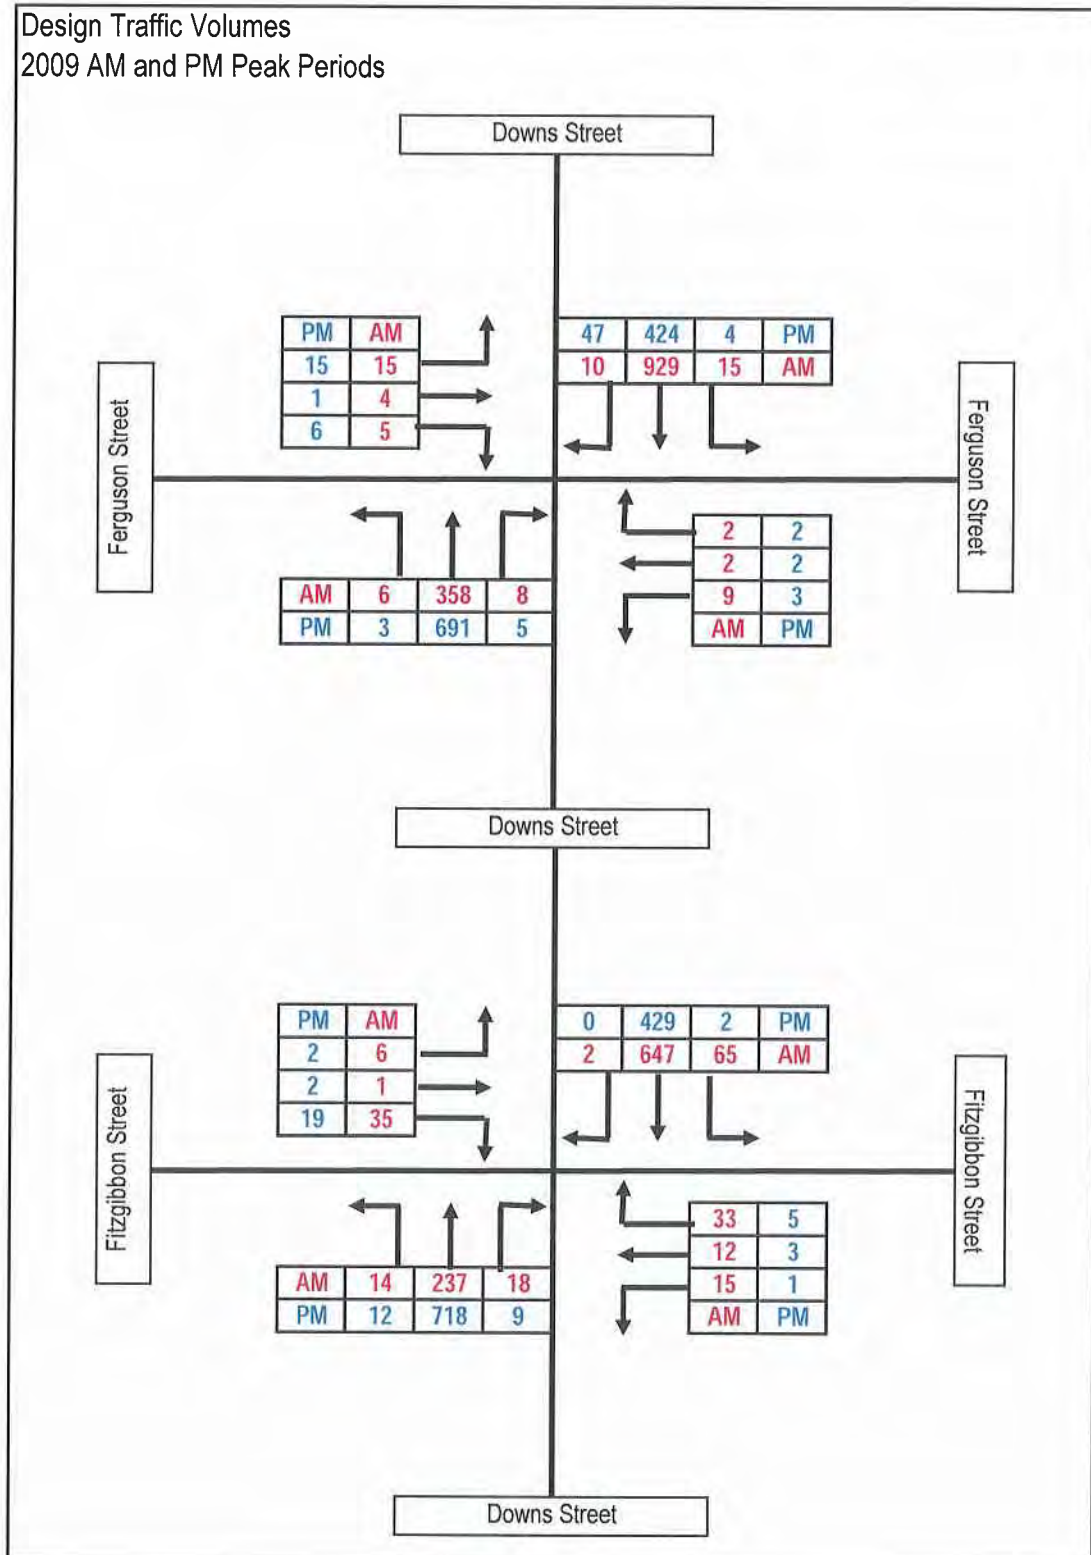 Design Traffic Volumes
2009 AM and PM Peak Periods
Downs Street
PM AM
15 15
1 4
6 5
47 424 4 PM
10 929 15 AM
Ferguson Street
Ferguson Street
2 2
2 2
9 3
AM PM
AM 6 358 8
PM 3 691 5
Downs Street
PM AM
2 6
2 1
19 35
0 429 2 PM
2 647 65 AM
Fitzgibbon Street
Fitzgibbon Street
33 5
12 3
15 1
AM PM
AM 14 237 18
PM 12 718 9
Downs Street